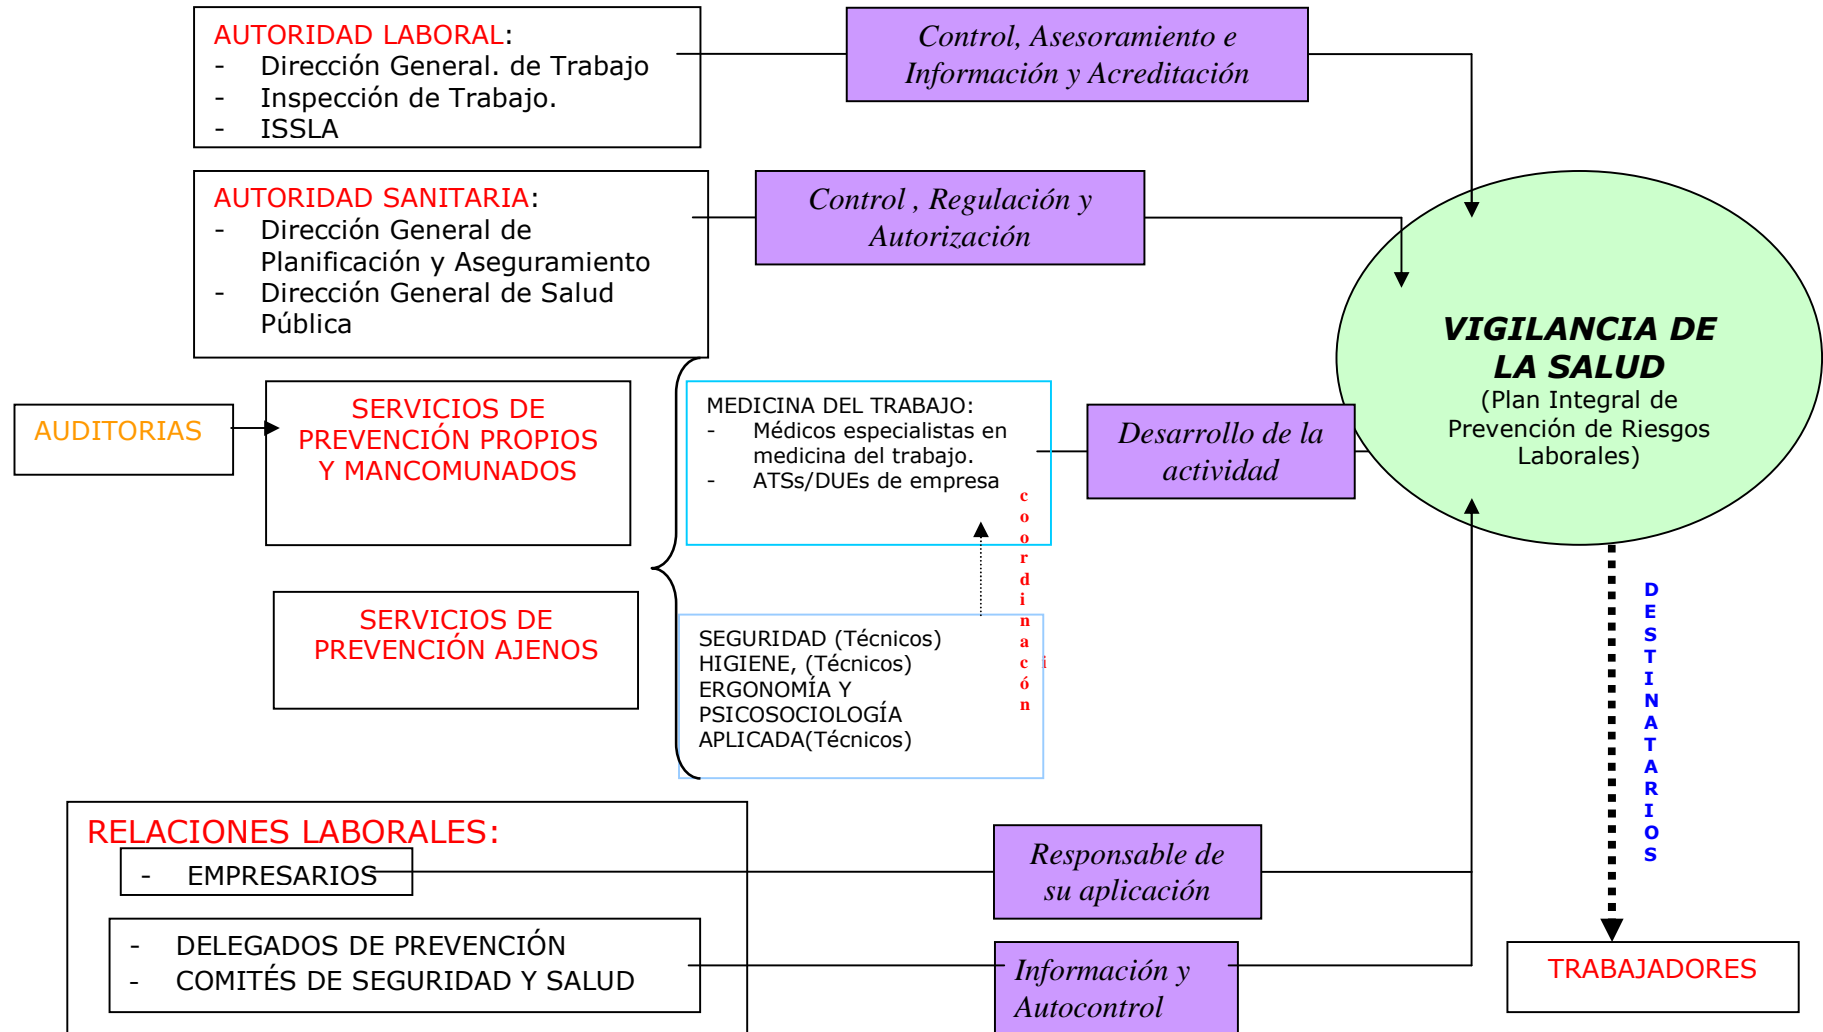 AUTORIDAD LABORAL:
- Dirección General. de Trabajo
- Inspección de Trabajo.
- ISSLA
Control, Asesoramiento e
Información y Acreditación
AUTORIDAD SANITARIA:
- Dirección General de
Planificación y Aseguramiento
- Dirección General de Salud
Pública
Control , Regulación y
Autorización
VIGILANCIA DE
LA SALUD
(Plan Integral de
Prevención de Riesgos
Laborales)
AUDITORIAS
SERVICIOS DE
PREVENCIÓN PROPIOS
Y MANCOMUNADOS
MEDICINA DEL TRABAJO:
- Médicos especialistas en
medicina del trabajo.
- ATSs/DUEs de empresa
Desarrollo de la
actividad
c
o
o
r
d
i
n
a
c i
ó
n
SERVICIOS DE
PREVENCIÓN AJENOS
SEGURIDAD (Técnicos)
HIGIENE, (Técnicos)
ERGONOMÍA Y
PSICOSOCIOLOGÍA
APLICADA(Técnicos)
D
E
S
T
I
N
A
T
A
R
I
O
S
RELACIONES LABORALES:
- EMPRESARIOS
Responsable de
su aplicación
- DELEGADOS DE PREVENCIÓN
- COMITÉS DE SEGURIDAD Y SALUD
Información y
Autocontrol
TRABAJADORES